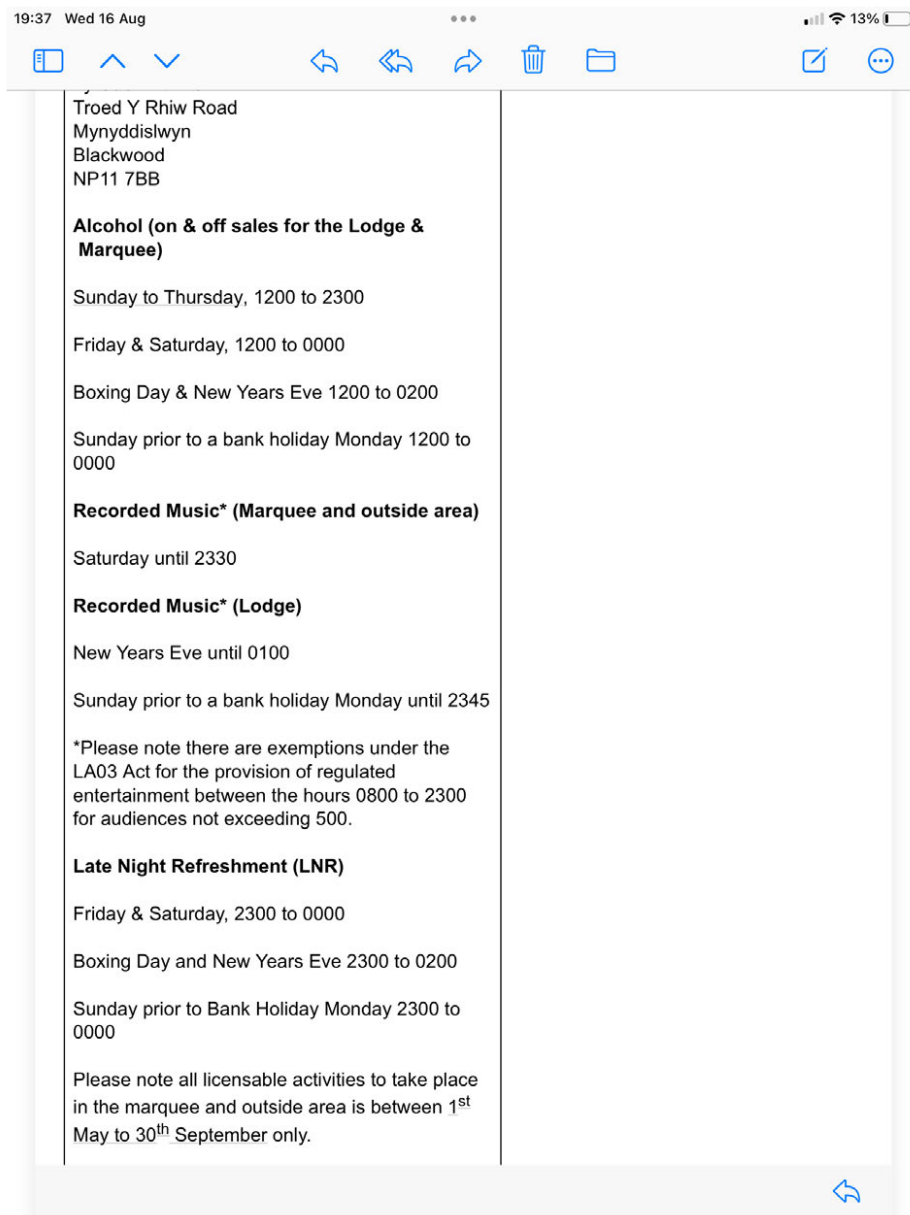 19:37 Wed 16 Aug
13%
Troed Y Rhiw Road
Mynyddislwyn
Blackwood
NP11 7BB
Alcohol (on & off sales for the Lodge &
Marquee)
Sunday to Thursday, 1200 to 2300
Friday & Saturday, 1200 to 0000
Boxing Day & New Years Eve 1200 to 0200
Sunday prior to a bank holiday Monday 1200 to
0000
Recorded Music* (Marquee and outside area)
Saturday until 2330
Recorded Music* (Lodge)
New Years Eve until 0100
Sunday prior to a bank holiday Monday until 2345
*Please note there are exemptions under the
LA03 Act for the provision of regulated
entertainment between the hours 0800 to 2300
for audiences not exceeding 500.
Late Night Refreshment (LNR)
Friday & Saturday, 2300 to 0000
Boxing Day and New Years Eve 2300 to 0200
Sunday prior to Bank Holiday Monday 2300 to
0000
Please note all licensable activities to take place
in the marquee and outside area is between 1st
May to 30th September only.